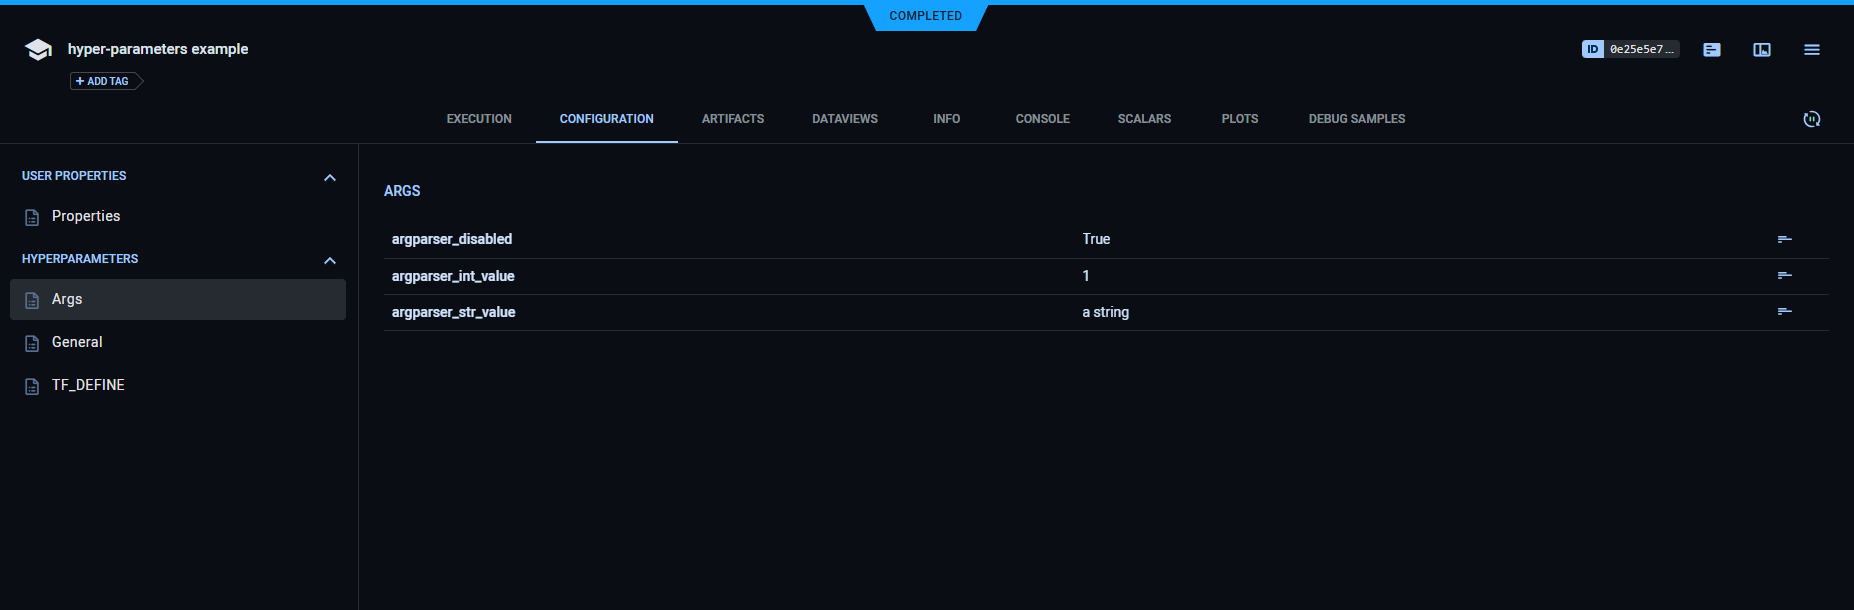 COMPLETED
hyper-parameters example
ID 0e25e5e7...
+ ADD TAG
EXECUTION CONFIGURATION ARTIFACTS DATAVIEWS INFO CONSOLE SCALARS PLOTS DEBUG SAMPLES
USER PROPERTIES
Properties
HYPERPARAMETERS
Args
General
TF_DEFINE
ARGS
argparser_disabled True
argparser_int_value 1
argparser_str_value a string